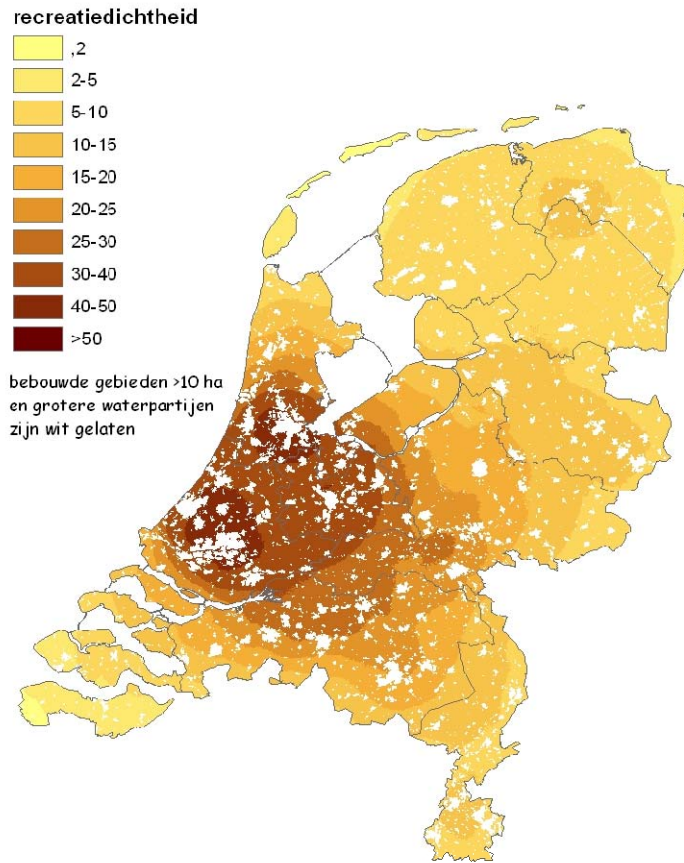 recreatiedichtheid
,2
2-5
5-10
10-15
15-20
20-25
25-30
30-40
40-50
>50
bebouwde gebieden >10 ha
en grotere waterpartijen
zijn wit gelaten